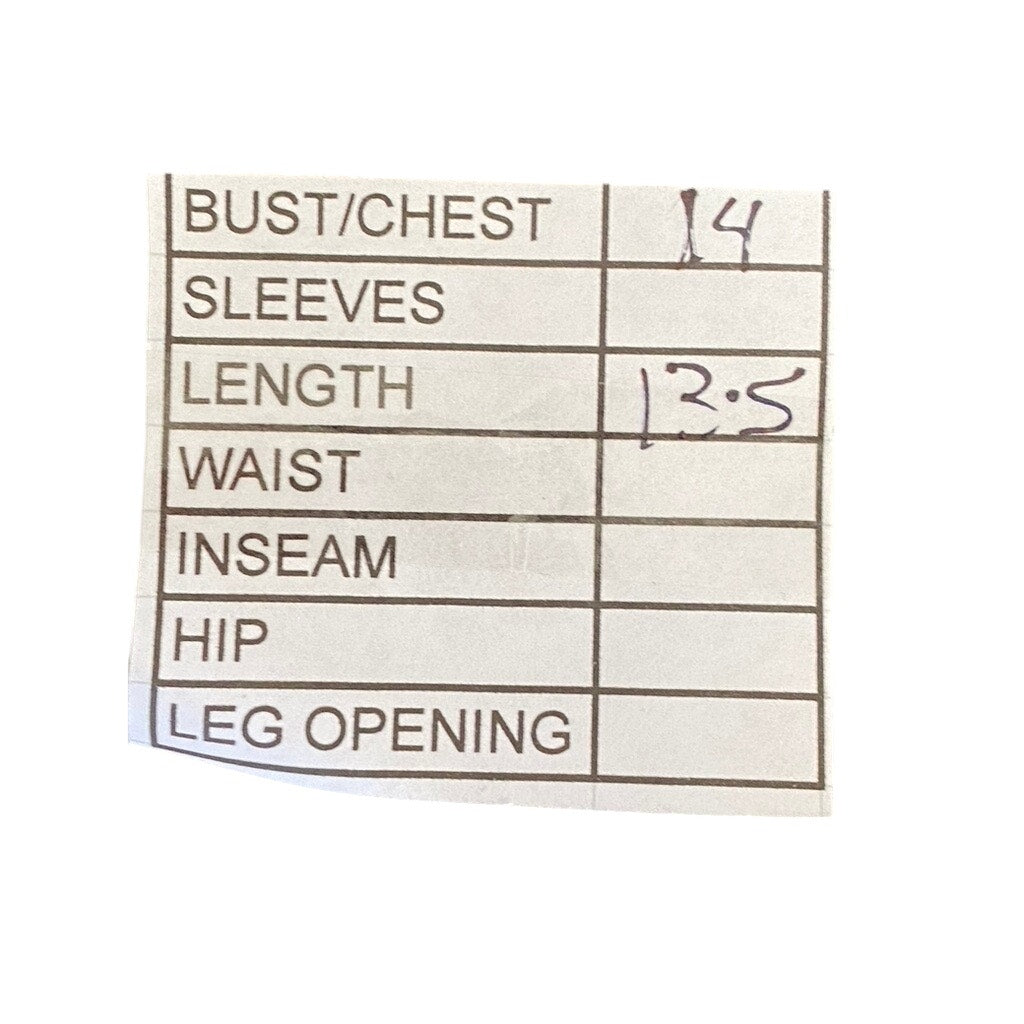 BUST/CHEST 14
SLEEVES
LENGTH 13.5
WAIST
INSEAM
HIP
LEG OPENING